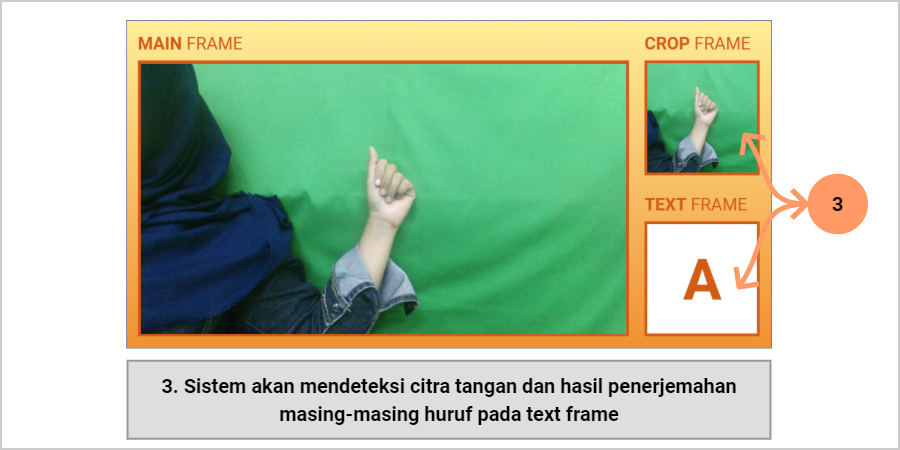 MAIN FRAME
CROP FRAME
TEXT FRAME
A
3
3. Sistem akan mendeteksi citra tangan dan hasil penerjemahan
masing-masing huruf pada text frame